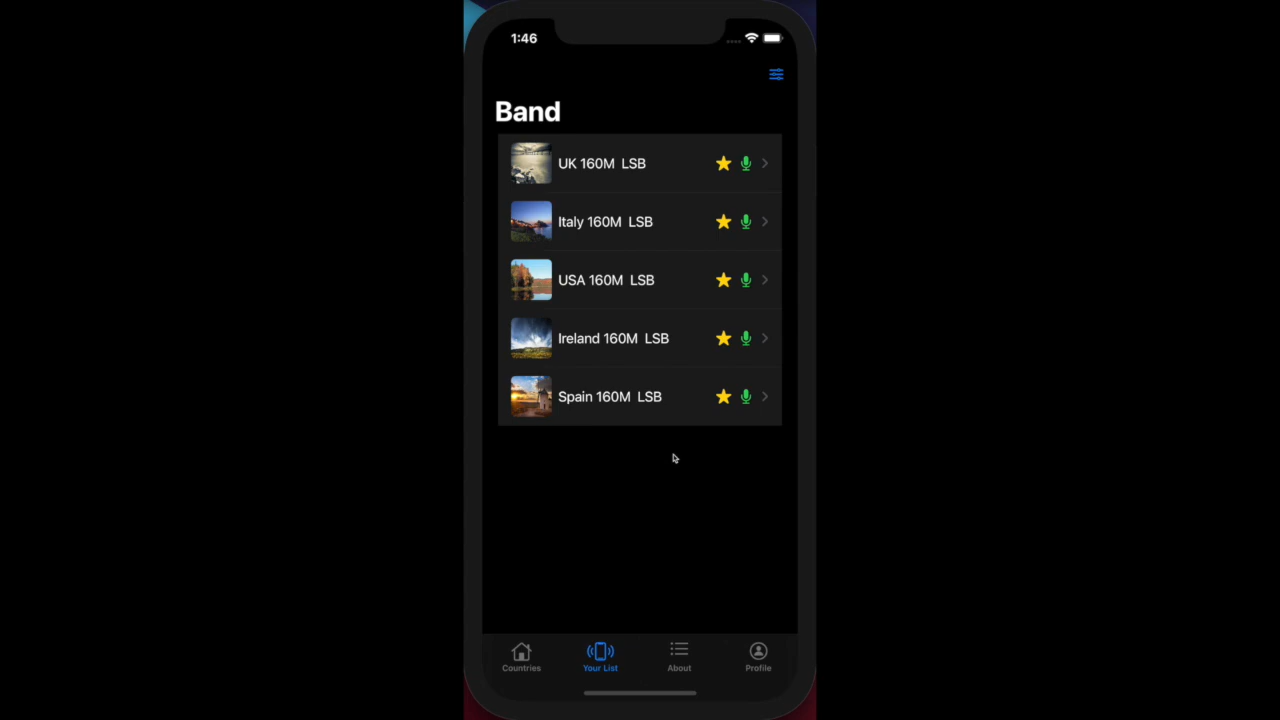 1:46
Band
UK 160M LSB
Italy 160M LSB
USA 160M LSB
Ireland 160M LSB
Spain 160M LSB
Countries
Your List
About
Profile